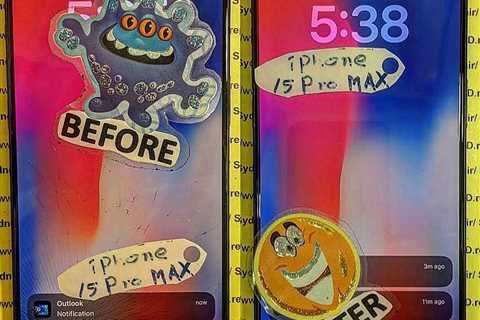 BEFORE
iphone
15 Pro MAX
Outlook
now
Notification
5:38
iphone
15 Pro MAX
3m ago
11m ago
TER